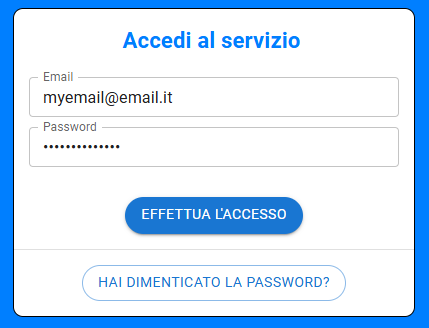 Accedi al servizio
Email
myemail@email.it
Password
••••••••••••••
EFFETTUA L'ACCESSO
HAI DIMENTICATO LA PASSWORD?